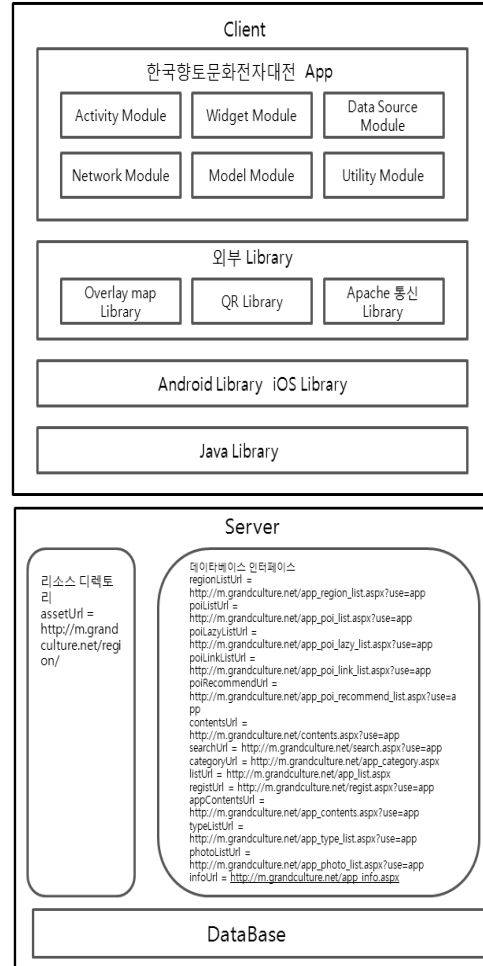 Client
한국향토문화전자대전 App
Activity Module
Widget Module
Data Source
Module
Network Module
Model Module
Utility Module
외부 Library
Overlay map
Library
QR Library
Apache 통신
Library
Android Library iOS Library
Java Library
Server
리소스 디렉토
리
assetUrl =
http://m.grand
culture.net/regi
on/
데이타베이스 인터페이스
regionListUrl =
http://m.grandculture.net/app_region_list.aspx?use=app
poiListUrl =
http://m.grandculture.net/app_poi_list.aspx?use=app
poiLazyListUrl =
http://m.grandculture.net/app_poi_lazy_list.aspx?use=app
poiLinkListUrl =
http://m.grandculture.net/app_poi_link_list.aspx?use=app
poiRecommendUrl =
http://m.grandculture.net/app_poi_recommend_list.aspx?use=a
pp
contentsUrl =
http://m.grandculture.net/contents.aspx?use=app
searchUrl = http://m.grandculture.net/search.aspx?use=app
categoryUrl = http://m.grandculture.net/app_category.aspx
listUrl = http://m.grandculture.net/app_list.aspx
registUrl = http://m.grandculture.net/regist.aspx?use=app
appContentsUrl =
http://m.grandculture.net/app_contents.aspx?use=app
typeListUrl =
http://m.grandculture.net/app_type_list.aspx?use=app
photoListUrl =
http://m.grandculture.net/app_photo_list.aspx?use=app
infoUrl = http://m.grandculture.net/app_info.aspx
DataBase